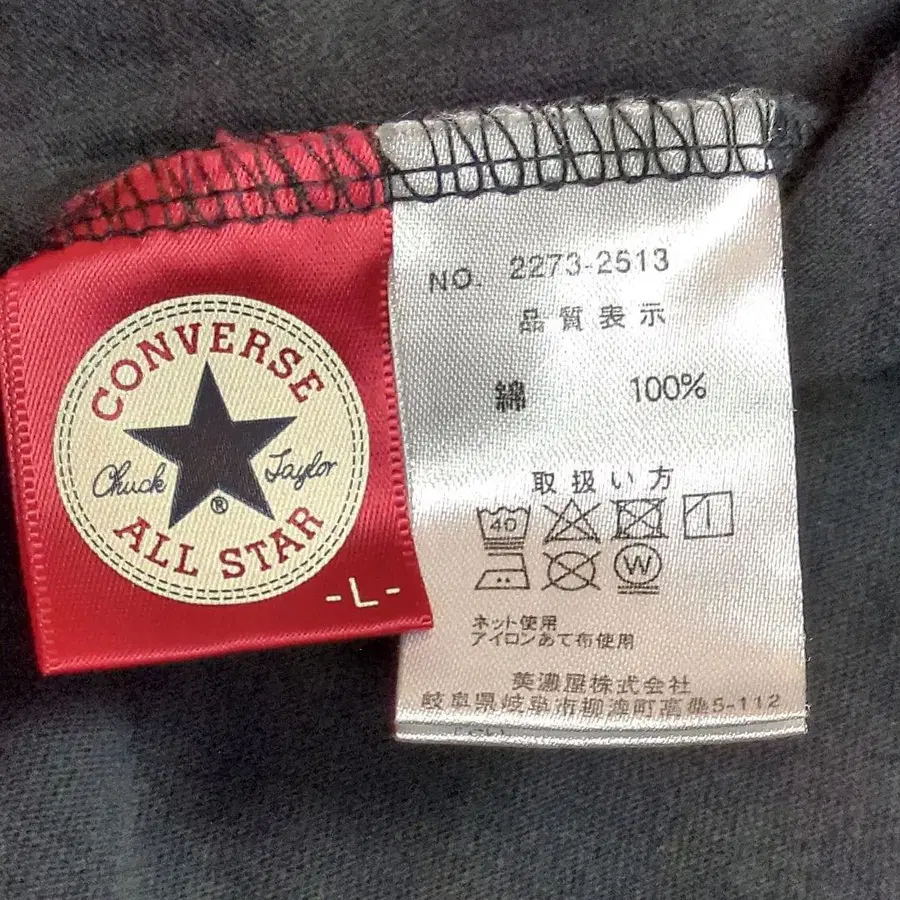 CONVERSE
Chuck Taylor
®
ALL STAR
-L-
NO. 2273-2513
品質表示
綿 100%
取扱い方
40
W
ネット使用
アイロンあて布使用
美濃屋株式会社
岐阜県岐阜市柳津町高桑5-112